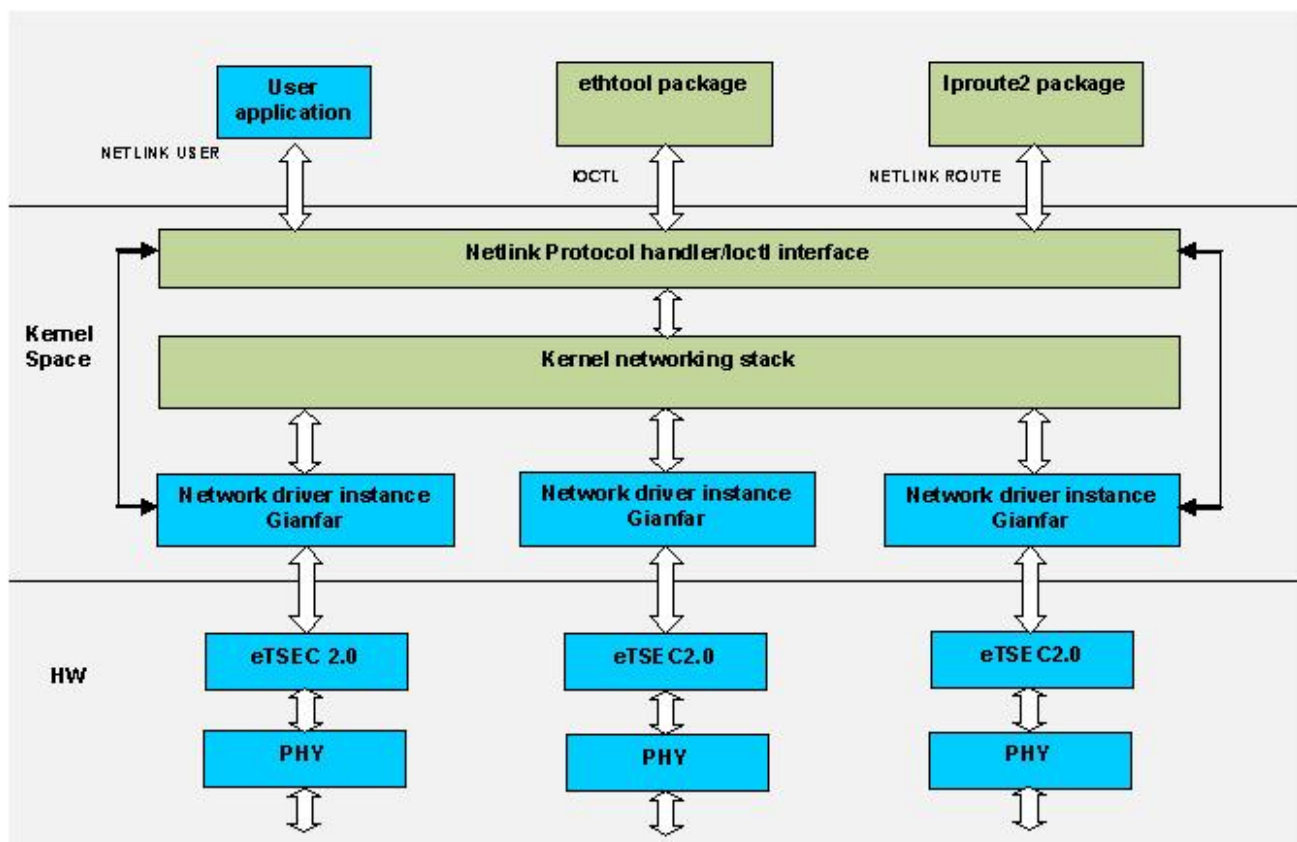 User
application
ethtool package
Iproute2 package
NETLINK USER
IOCTL
NETLINK ROUTE
Netlink Protocol handler/Ioctl interface
Kernel
Space
Kernel networking stack
Network driver instance
Gianfar
Network driver instance
Gianfar
Network driver instance
Gianfar
HW
eTSEC 2.0
eTSEC2.0
eTSEC2.0
PHY
PHY
PHY